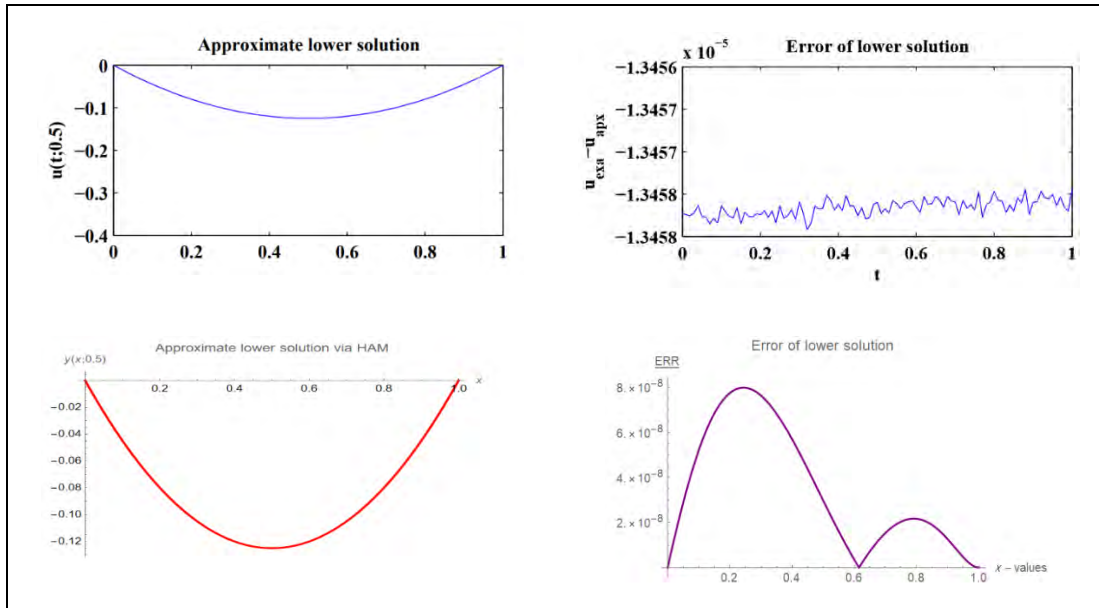 Approximate lower solution
0
−0.1
−0.2
−0.3
−0.4
u(t;0.5)
0 0.2 0.4 0.6 0.8 1
x 10⁻⁵
Error of lower solution
−1.3456
−1.3457
−1.3457
−1.3458
−1.3458
u_exa−u_apx
0 0.2 0.4 0.6 0.8 1
t
Approximate lower solution via HAM
y(x;0.5)
x
0.2 0.4 0.6 0.8 1.0
−0.02
−0.04
−0.06
−0.08
−0.10
−0.12
Error of lower solution
ERR
8.×10⁻⁸
6.×10⁻⁸
4.×10⁻⁸
2.×10⁻⁸
0.2 0.4 0.6 0.8 1.0
x – values